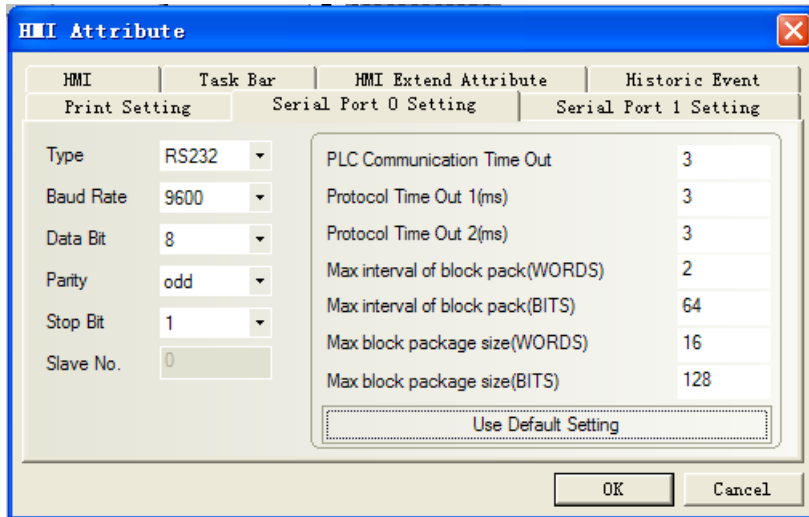 HMI Attribute
HMI Task Bar HMI Extend Attribute Historic Event
Print Setting Serial Port 0 Setting Serial Port 1 Setting
Type RS232
Baud Rate 9600
Data Bit 8
Parity odd
Stop Bit 1
Slave No. 0
PLC Communication Time Out 3
Protocol Time Out 1(ms) 3
Protocol Time Out 2(ms) 3
Max interval of block pack(WORDS) 2
Max interval of block pack(BITS) 64
Max block package size(WORDS) 16
Max block package size(BITS) 128
Use Default Setting
OK Cancel